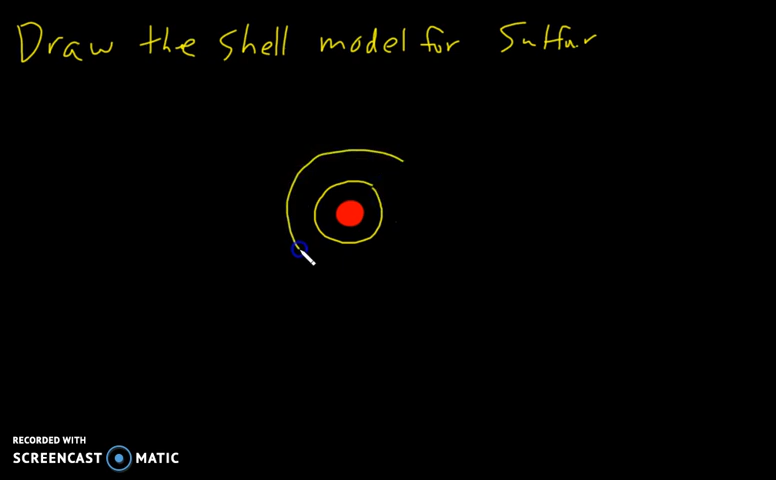 Draw the shell model for Sulfur
RECORDED WITH
SCREENCAST MATIC